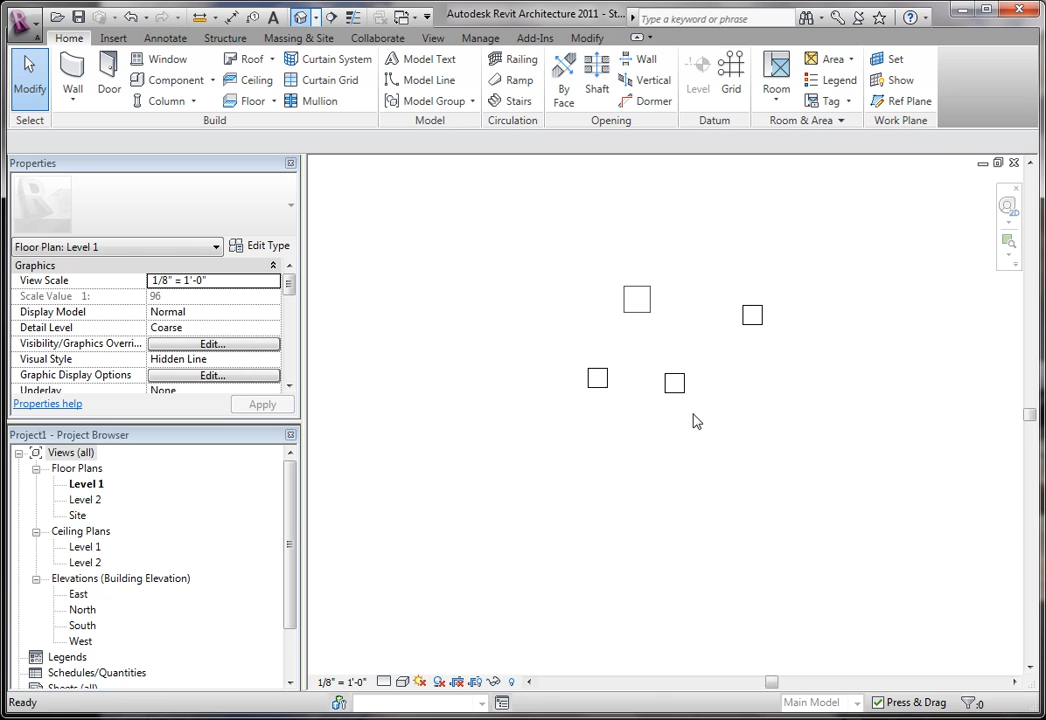 Autodesk Revit Architecture 2011 - St...
Type a keyword or phrase
Home Insert Annotate Structure Massing & Site Collaborate View Manage Add-Ins Modify
Modify Wall Door Window Roof Curtain System Model Text Railing By Face Shaft Wall Level Grid Room Area Set
Component Ceiling Curtain Grid Model Line Ramp Vertical Legend Show
Column Floor Mullion Model Group Stairs Dormer Tag Ref Plane
Select Build Model Circulation Opening Datum Room & Area Work Plane
Properties
Floor Plan: Level 1 Edit Type
Graphics
View Scale 1/8" = 1'-0"
Scale Value 1: 96
Display Model Normal
Detail Level Coarse
Visibility/Graphics Overri... Edit...
Visual Style Hidden Line
Graphic Display Options Edit...
Underlay None
Properties help Apply
Project1 - Project Browser
Views (all)
Floor Plans
Level 1
Level 2
Site
Ceiling Plans
Level 1
Level 2
Elevations (Building Elevation)
East
North
South
West
Legends
Schedules/Quantities
Sheets (all)
2D
1/8" = 1'-0"
Ready Main Model Press & Drag :0